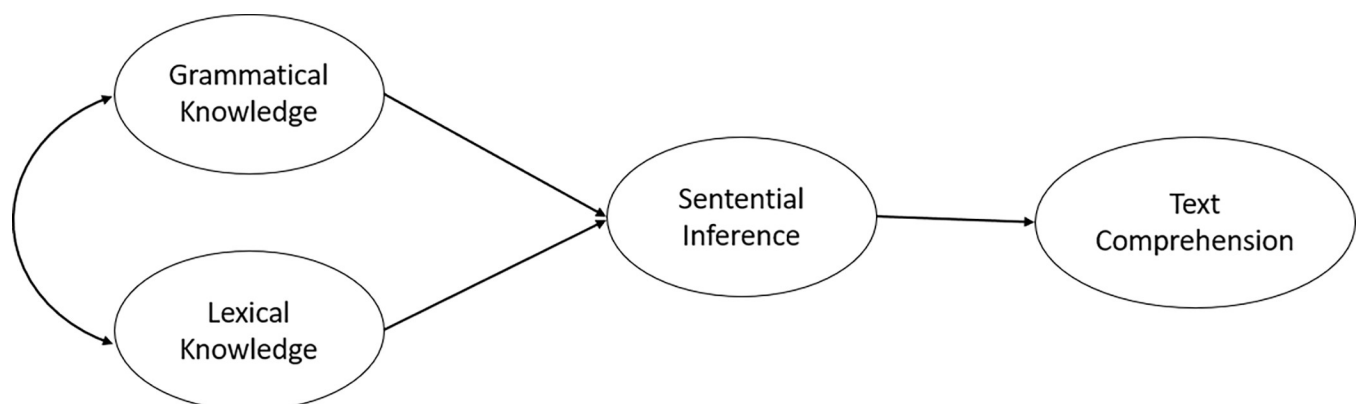 Grammatical
Knowledge
Lexical
Knowledge
Sentential
Inference
Text
Comprehension